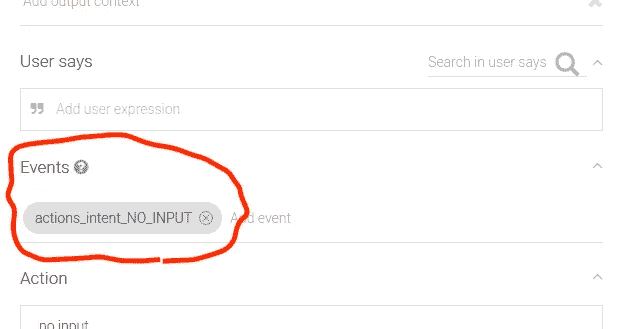 Add output context
User says
Search in user says
Add user expression
Events
actions_intent_NO_INPUT
Add event
Action
no.input